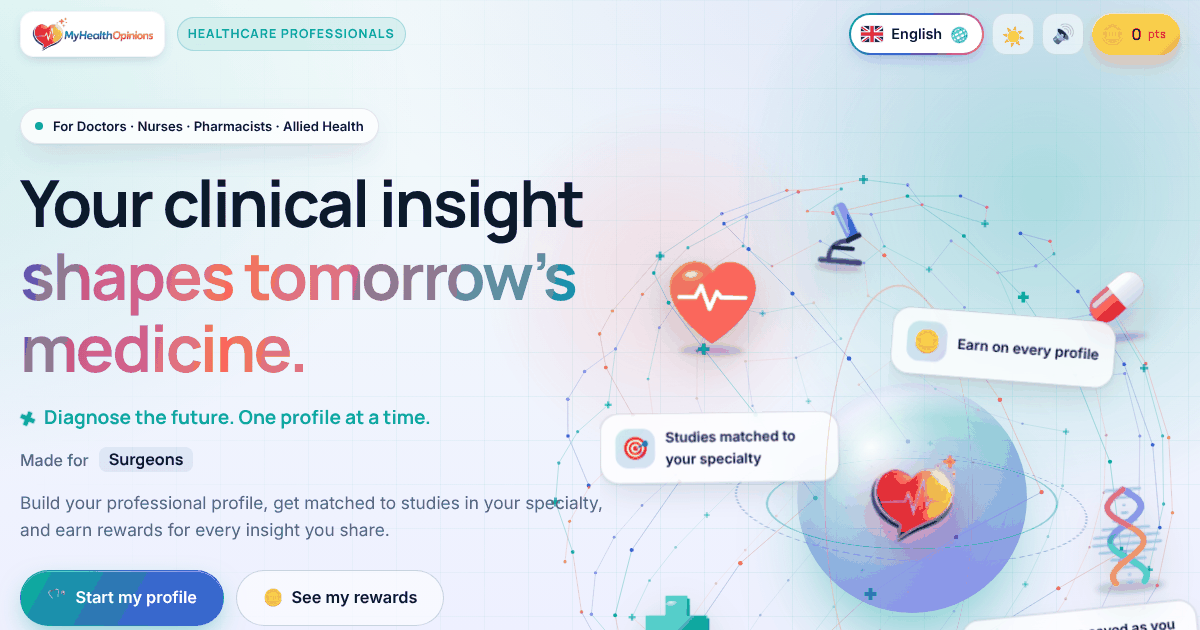 MyHealthOpinions
HEALTHCARE PROFESSIONALS
English
0 pts
For Doctors · Nurses · Pharmacists · Allied Health
Your clinical insight
shapes tomorrow’s
medicine.
Diagnose the future. One profile at a time.
Made for Surgeons
Build your professional profile, get matched to studies in your specialty,
and earn rewards for every insight you share.
Start my profile
See my rewards
Earn on every profile
Studies matched to
your specialty
as you